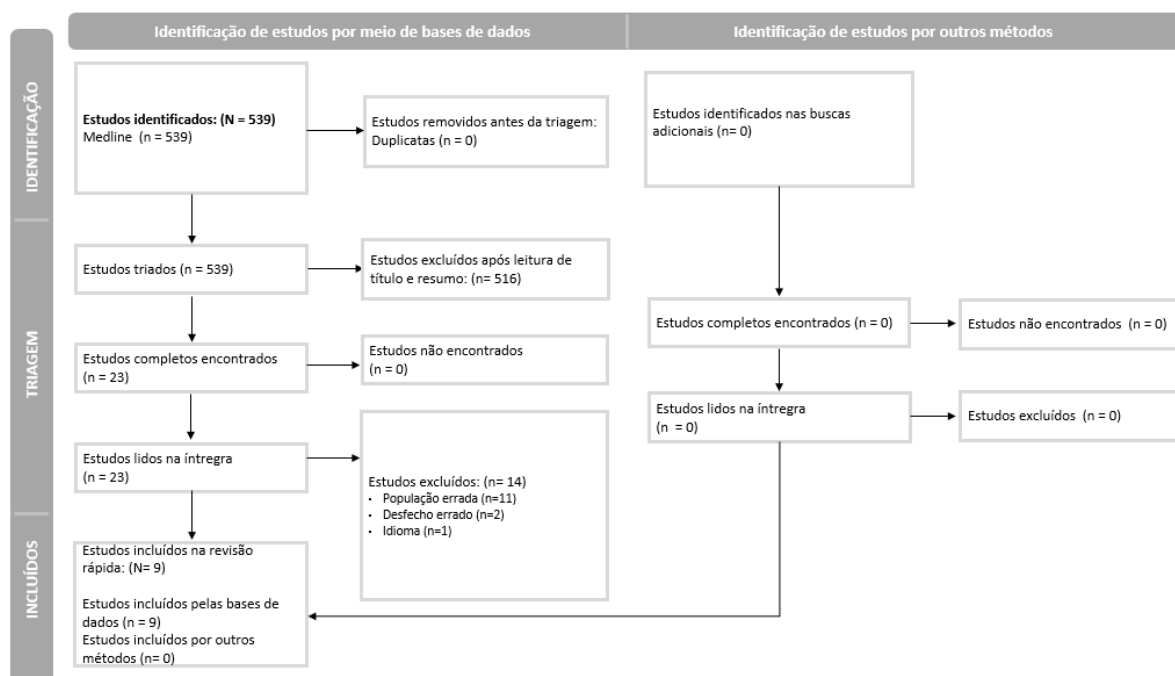 Identificação de estudos por meio de bases de dados
Identificação de estudos por outros métodos
IDENTIFICAÇÃO
Estudos identificados: (N = 539)
Medline (n = 539)
Estudos removidos antes da triagem:
Duplicatas (n = 0)
Estudos identificados nas buscas
adicionais (n= 0)
TRIAGEM
Estudos triados (n = 539)
Estudos excluídos após leitura de
título e resumo: (n= 516)
Estudos completos encontrados (n = 0)
Estudos não encontrados (n = 0)
Estudos completos encontrados
(n = 23)
Estudos não encontrados
(n = 0)
Estudos lidos na íntregra
(n = 0)
Estudos excluídos (n = 0)
Estudos lidos na íntregra
(n = 23)
Estudos excluídos: (n= 14)
• População errada (n=11)
• Desfecho errado (n=2)
• Idioma (n=1)
INCLUÍDOS
Estudos incluídos na revisão
rápida: (N= 9)
Estudos incluídos pelas bases de
dados (n = 9)
Estudos incluídos por outros
métodos (n= 0)